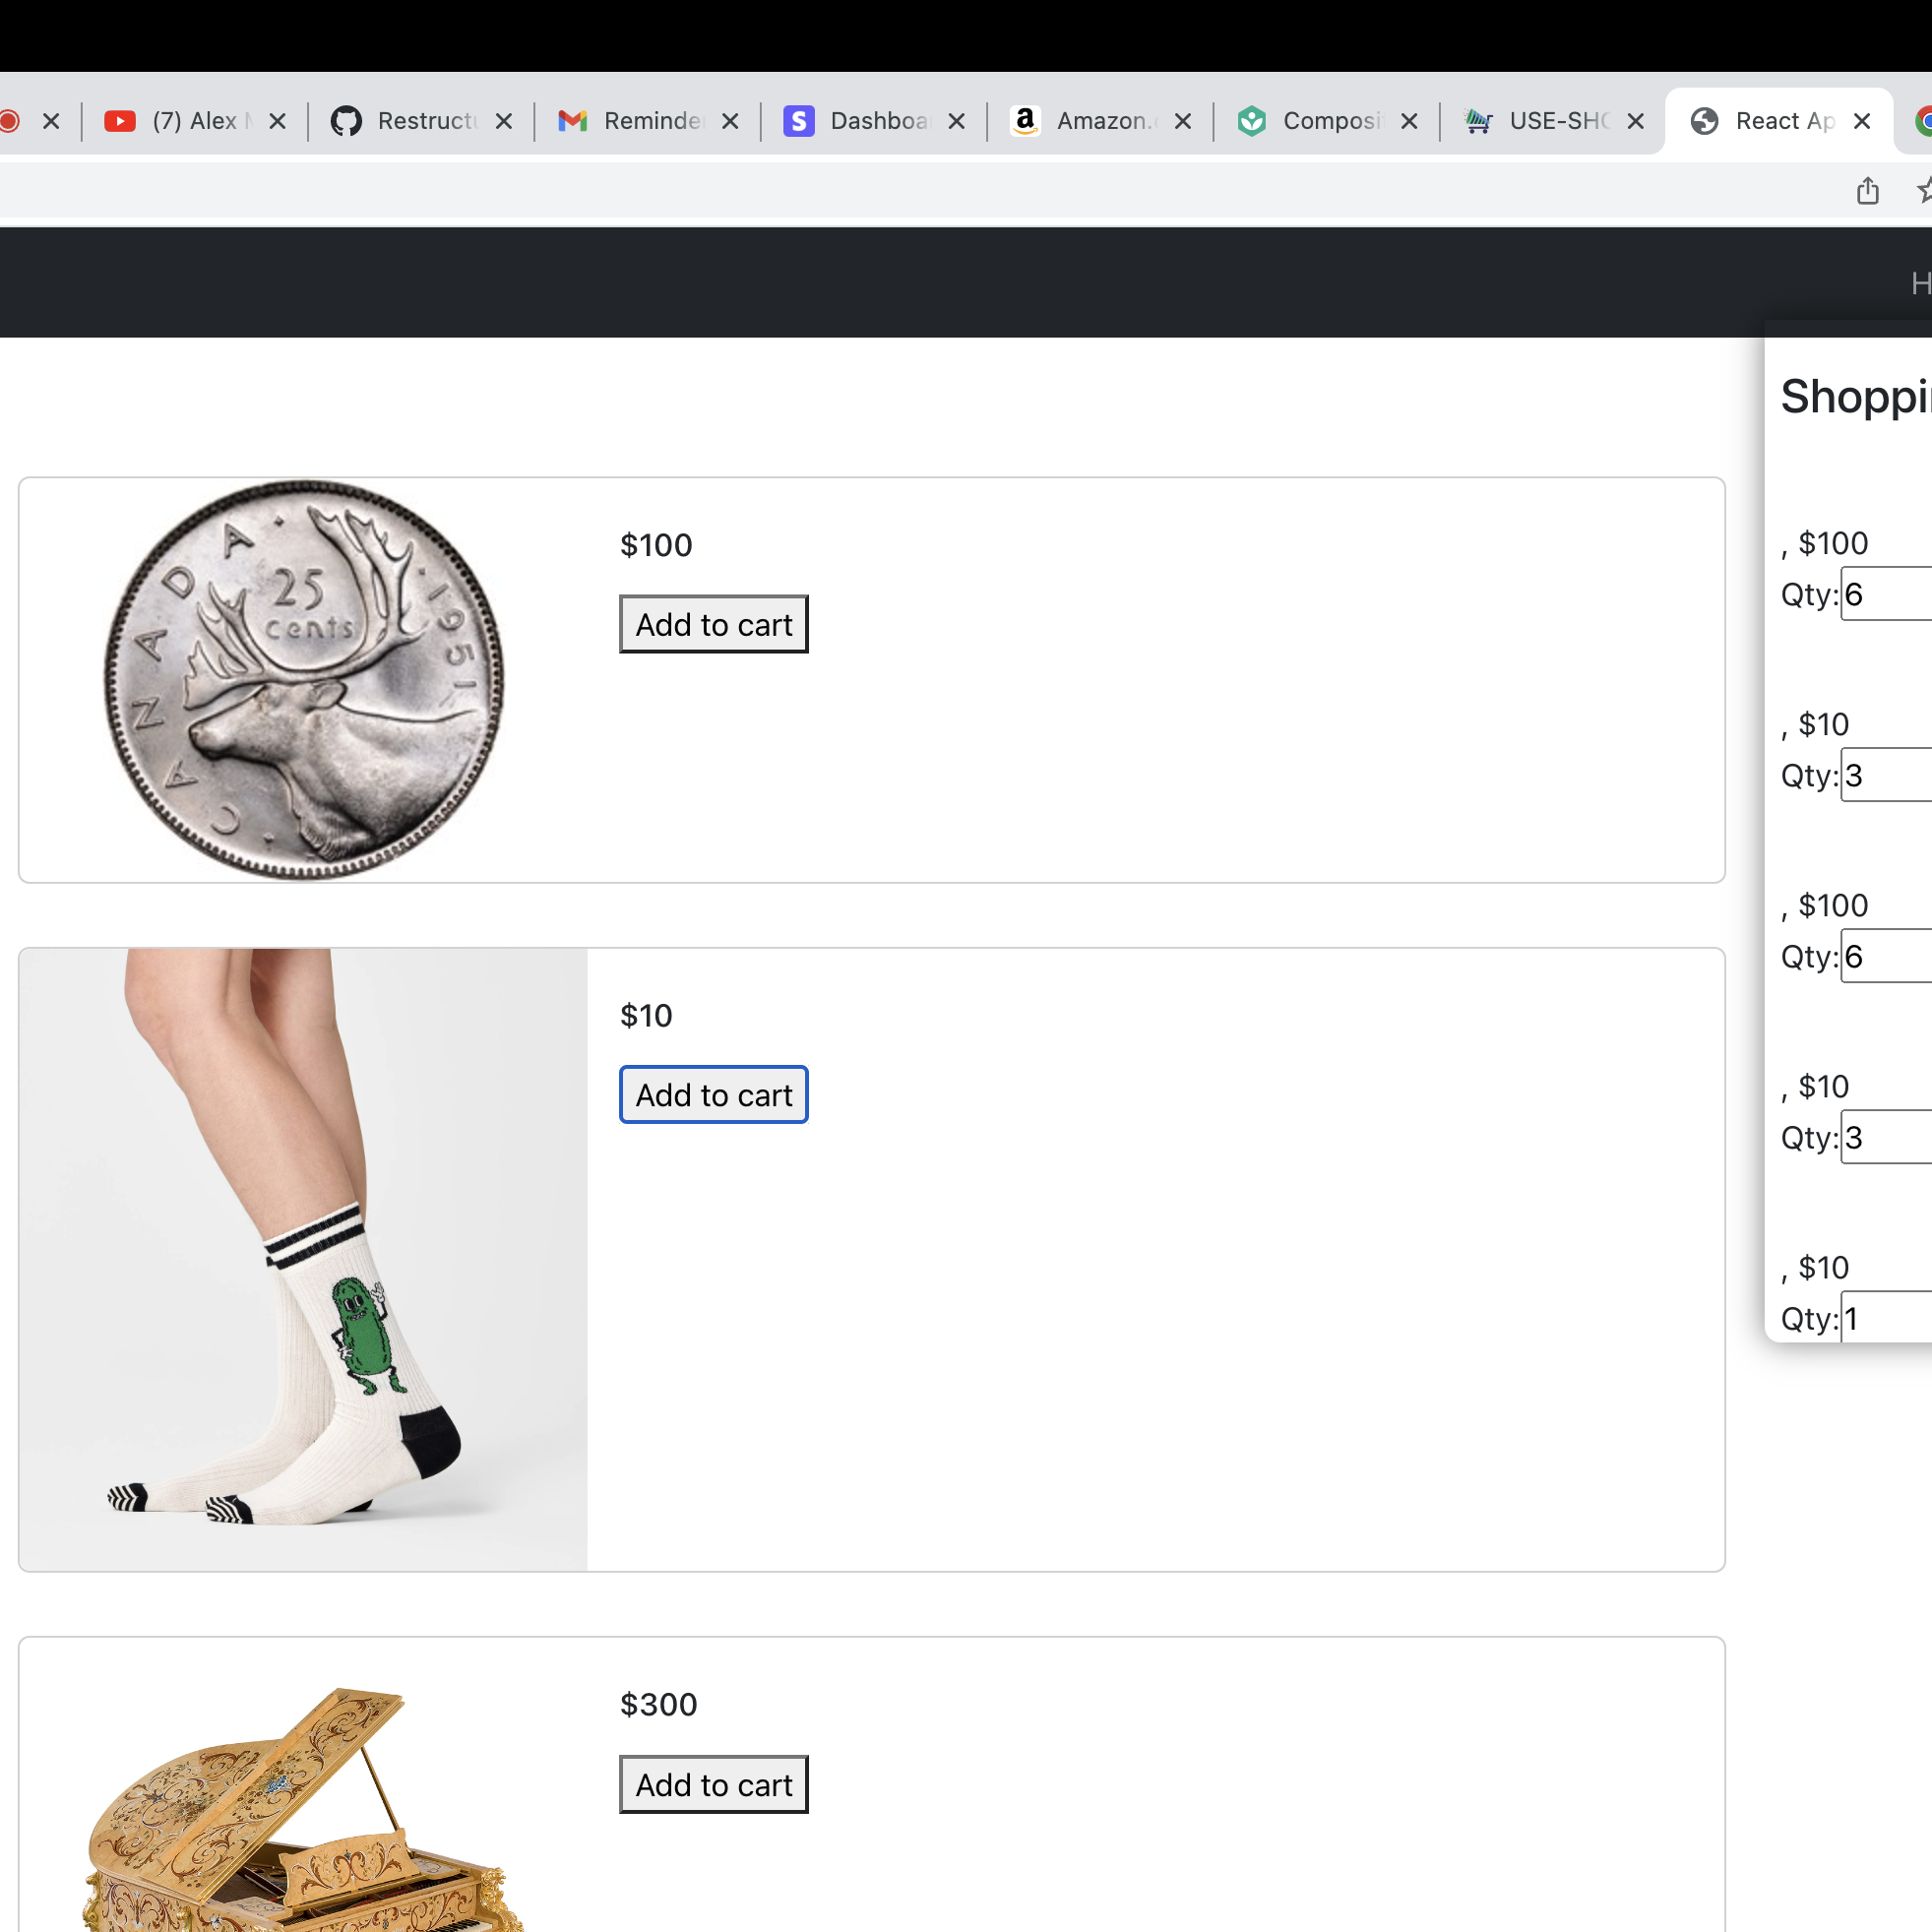 (7) Alex
Restruct
Reminde
Dashboa
Amazon.
Composi
USE-SHO
React Ap
H
Shoppi
$100
Add to cart
CANADA · 25 cents · 1951
$10
Add to cart
$300
Add to cart
, $100
Qty:6
, $10
Qty:3
, $100
Qty:6
, $10
Qty:3
, $10
Qty:1